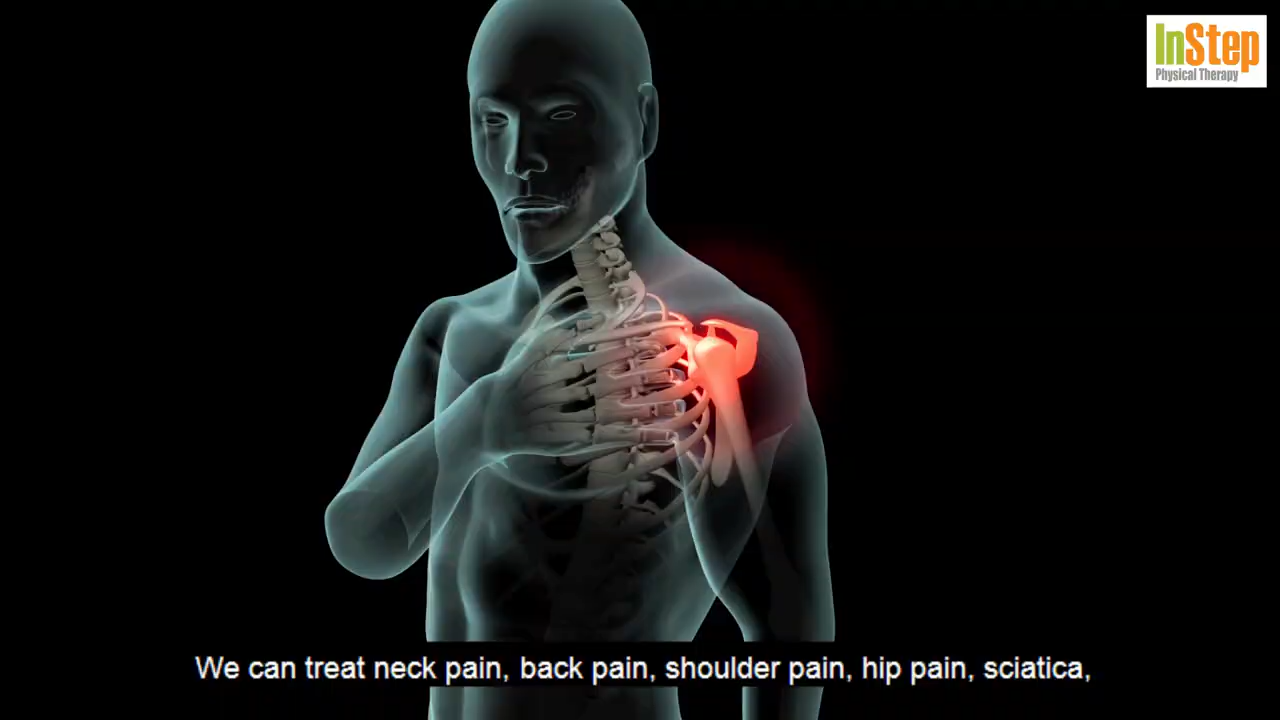 InStep
Physical Therapy
We can treat neck pain, back pain, shoulder pain, hip pain, sciatica,